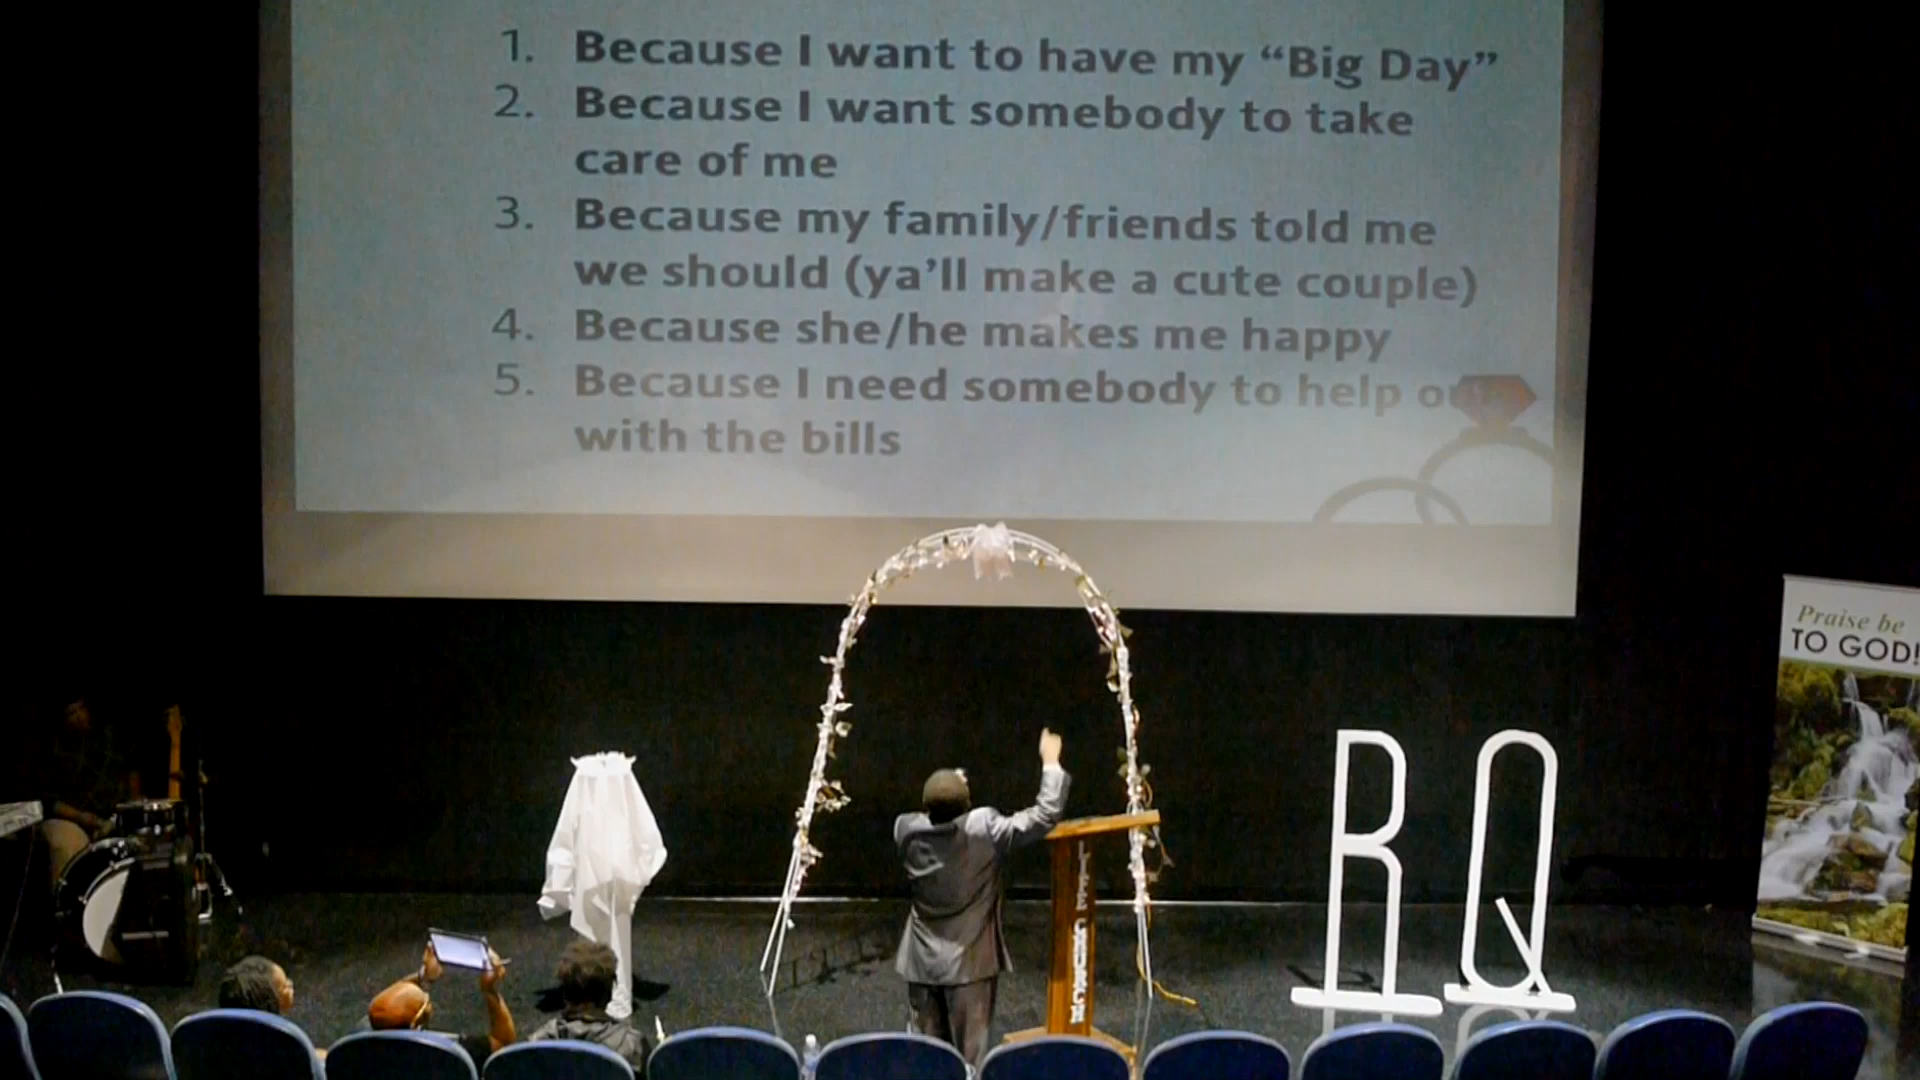 1. Because I want to have my “Big Day”
2. Because I want somebody to take
care of me
3. Because my family/friends told me
we should (ya’ll make a cute couple)
4. Because she/he makes me happy
5. Because I need somebody to help
with the bills
Praise be
TO GOD!
LIFE CHURCH
R Q